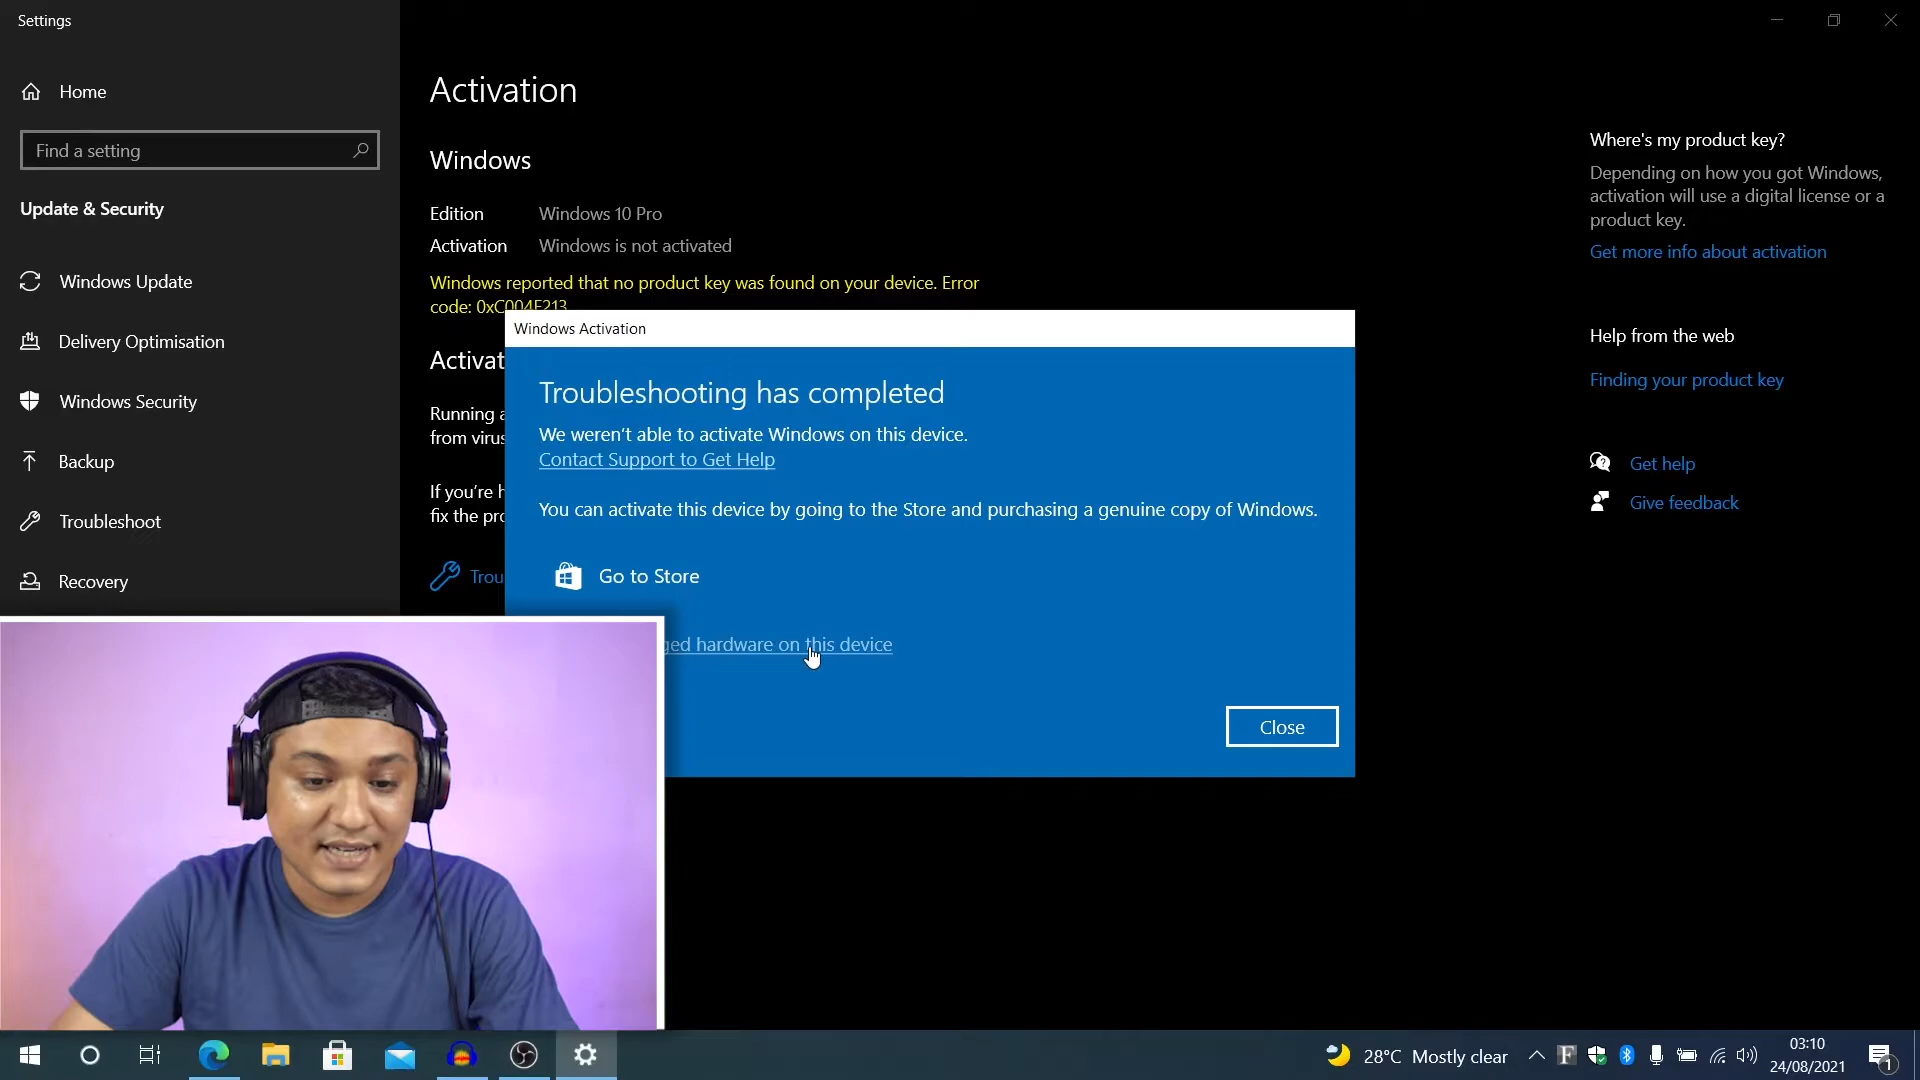 Settings
Home
Find a setting
Update & Security
Windows Update
Delivery Optimisation
Windows Security
Backup
Troubleshoot
Recovery
Activation
Windows
Edition Windows 10 Pro
Activation Windows is not activated
Windows reported that no product key was found on your device. Error
code: 0xC004F213
Activat
Running a
from virus
If you're h
fix the pro
Trou
Windows Activation
Troubleshooting has completed
We weren't able to activate Windows on this device.
Contact Support to Get Help
You can activate this device by going to the Store and purchasing a genuine copy of Windows.
Go to Store
ged hardware on this device
Close
Where's my product key?
Depending on how you got Windows,
activation will use a digital license or a
product key.
Get more info about activation
Help from the web
Finding your product key
Get help
Give feedback
28°C Mostly clear
F
03:10
24/08/2021
1